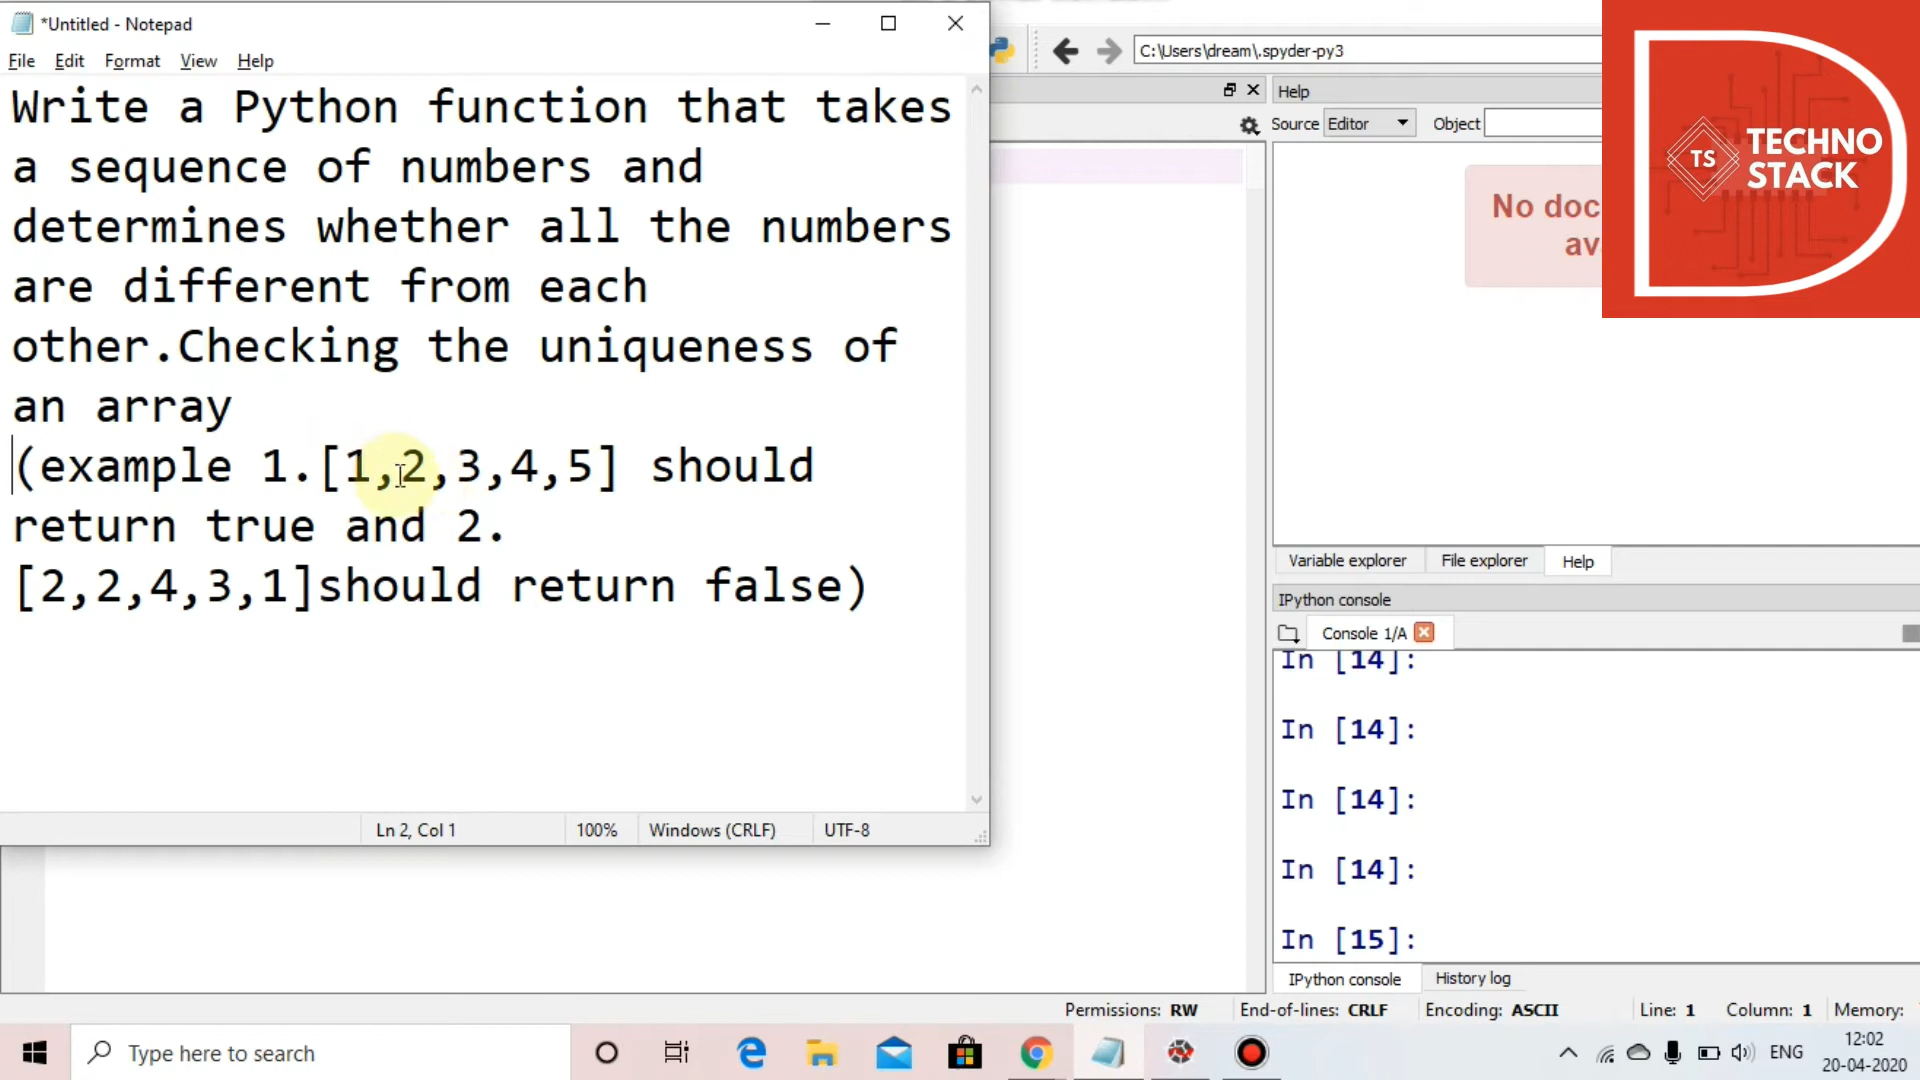 *Untitled - Notepad
File Edit Format View Help
Write a Python function that takes
a sequence of numbers and
determines whether all the numbers
are different from each
other.Checking the uniqueness of
an array
(example 1.[1,2,3,4,5] should
return true and 2.
[2,2,4,3,1]should return false)
Ln 2, Col 1 100% Windows (CRLF) UTF-8
C:\Users\dream\.spyder-py3
Help
Source Editor Object
No doc
av
TS
TECHNO
STACK
Variable explorer File explorer Help
IPython console
Console 1/A
In [14]:
In [14]:
In [14]:
In [14]:
In [15]:
IPython console History log
Permissions: RW End-of-lines: CRLF Encoding: ASCII Line: 1 Column: 1 Memory:
Type here to search
ENG
12:02
20-04-2020